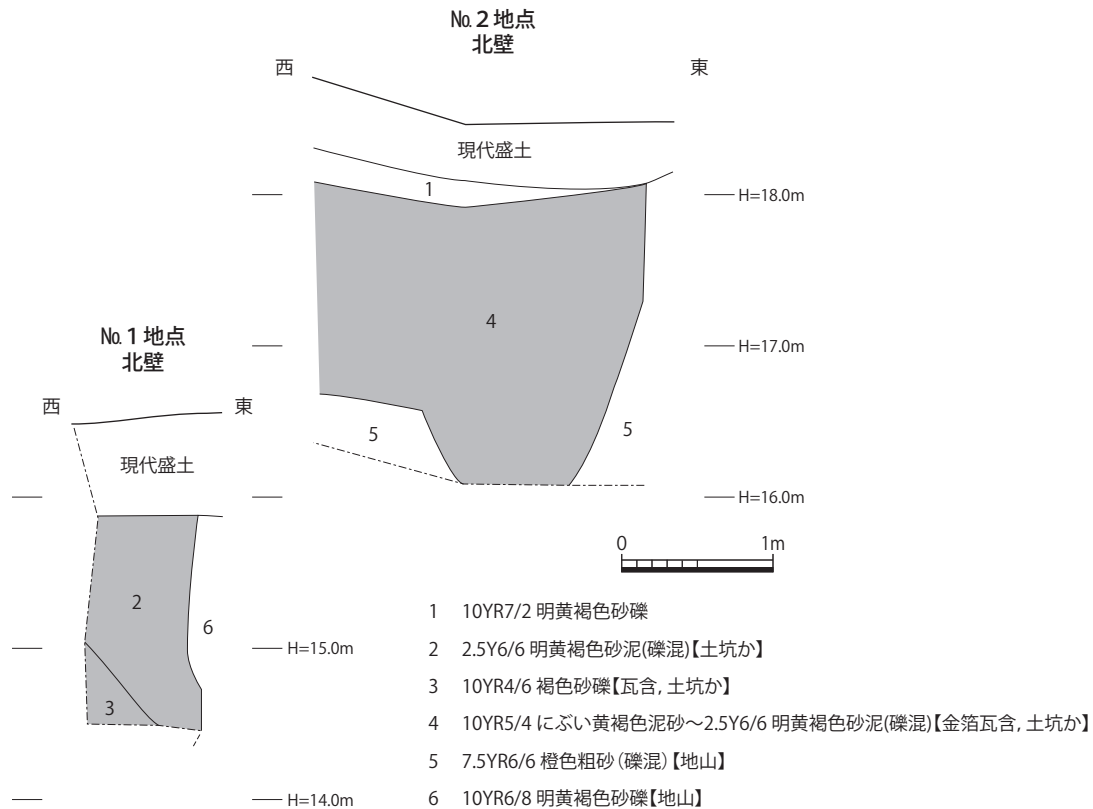 №2地点
北壁
西
東
現代盛土
1
H=18.0m
4
H=17.0m
№1地点
北壁
西
東
5
5
現代盛土
H=16.0m
0
1m
2
6
H=15.0m
3
H=14.0m
1 10YR7/2 明黄褐色砂礫
2 2.5Y6/6 明黄褐色砂泥(礫混)【土坑か】
3 10YR4/6 褐色砂礫【瓦含, 土坑か】
4 10YR5/4 にぶい黄褐色泥砂～2.5Y6/6 明黄褐色砂泥(礫混)【金箔瓦含, 土坑か】
5 7.5YR6/6 橙色粗砂（礫混）【地山】
6 10YR6/8 明黄褐色砂礫【地山】